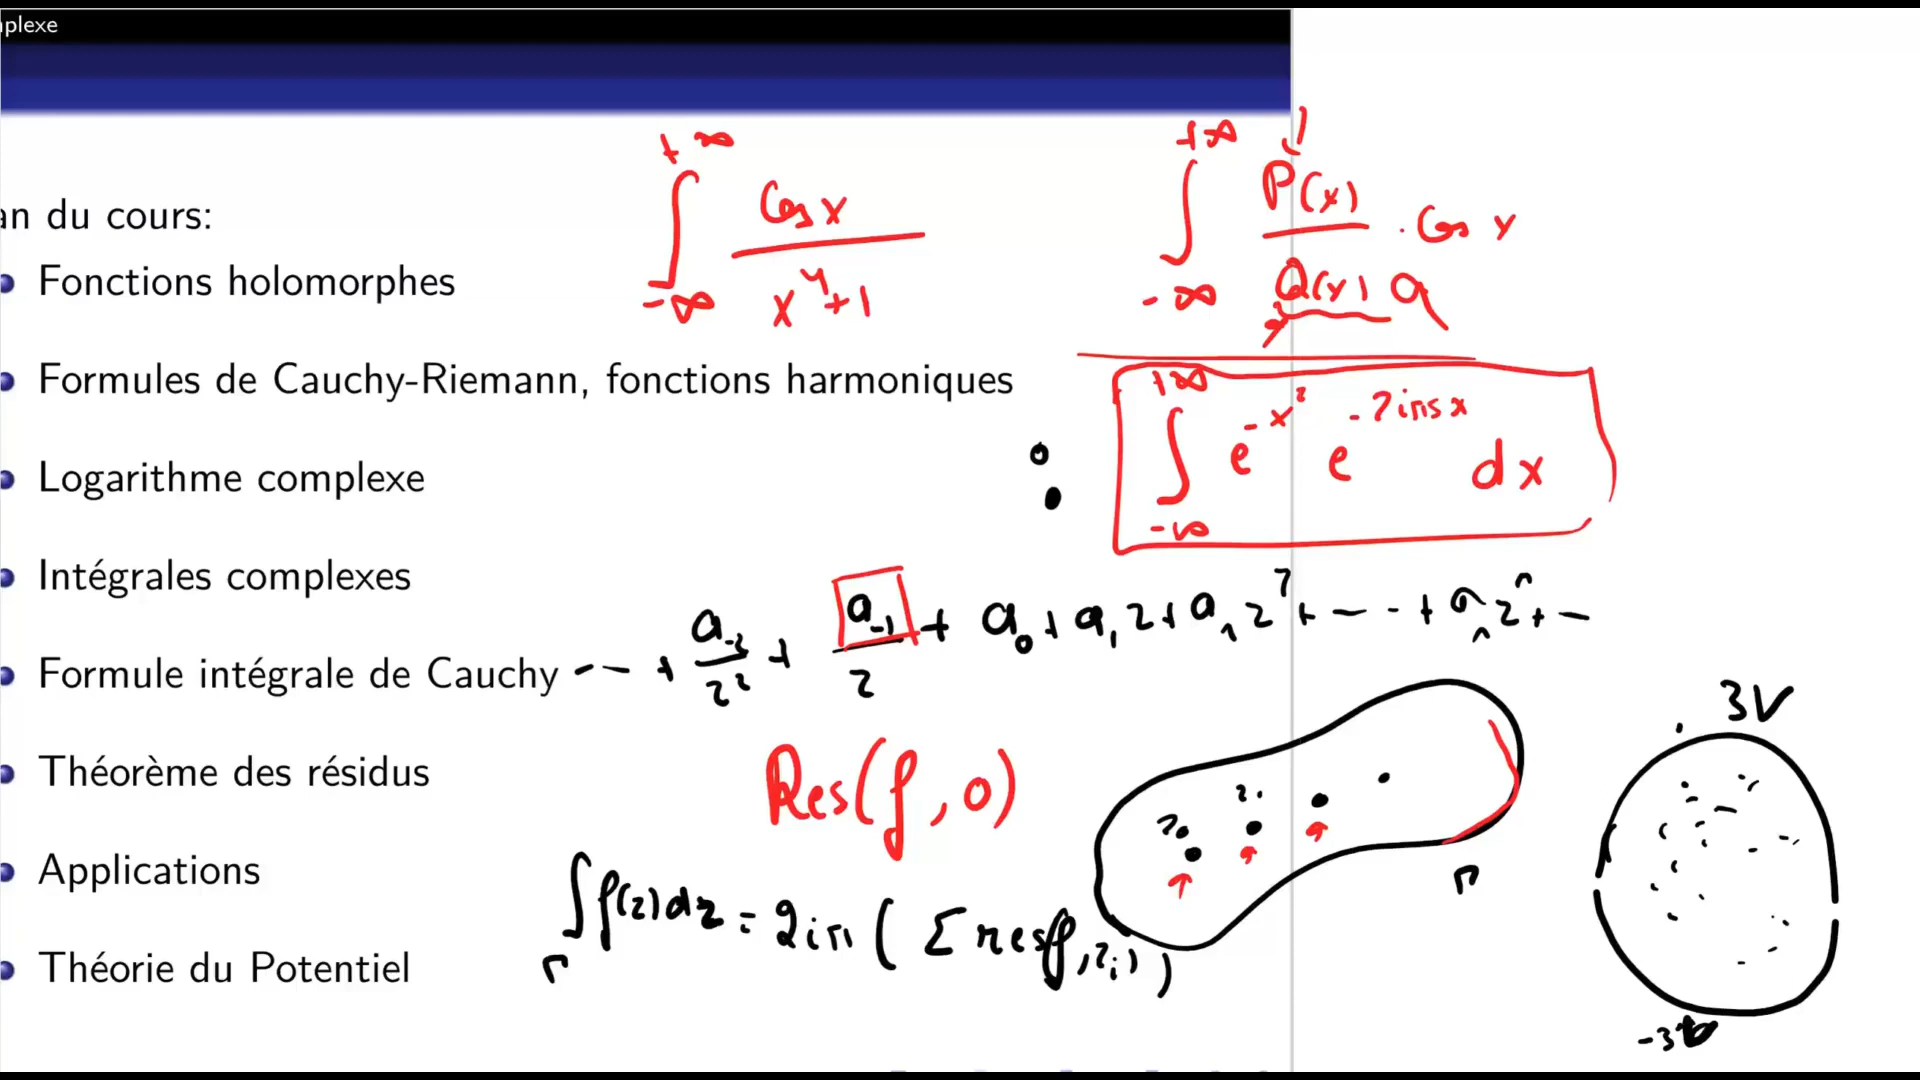 plexe
an du cours:
Fonctions holomorphes
Formules de Cauchy-Riemann, fonctions harmoniques
Logarithme complexe
Intégrales complexes
Formule intégrale de Cauchy
Théorème des résidus
Applications
Théorie du Potentiel
∫_{-∞}^{+∞} cos x / x⁴+1
∫_{-∞}^{+∞} P(x) / Q(x) · cos x
∫_{-∞}^{+∞} e^{-x²} e^{-2iπsx} dx
-- + a₋₂/z² + a₋₁/z + a₀ + a₁z + a₂z² + --- + aₙzⁿ + -
Res(f, 0)
∫_Γ f(z)dz = 2iπ ( Σ res f, zᵢ) )
Γ
3V